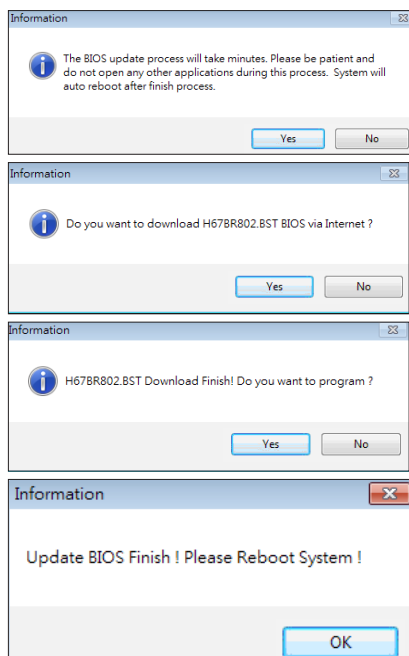 Information
The BIOS update process will take minutes. Please be patient and
do not open any other applications during this process. System will
auto reboot after finish process.
Yes No
Information
Do you want to download H67BR802.BST BIOS via Internet ?
Yes No
Information
H67BR802.BST Download Finish! Do you want to program ?
Yes No
Information
Update BIOS Finish ! Please Reboot System !
OK